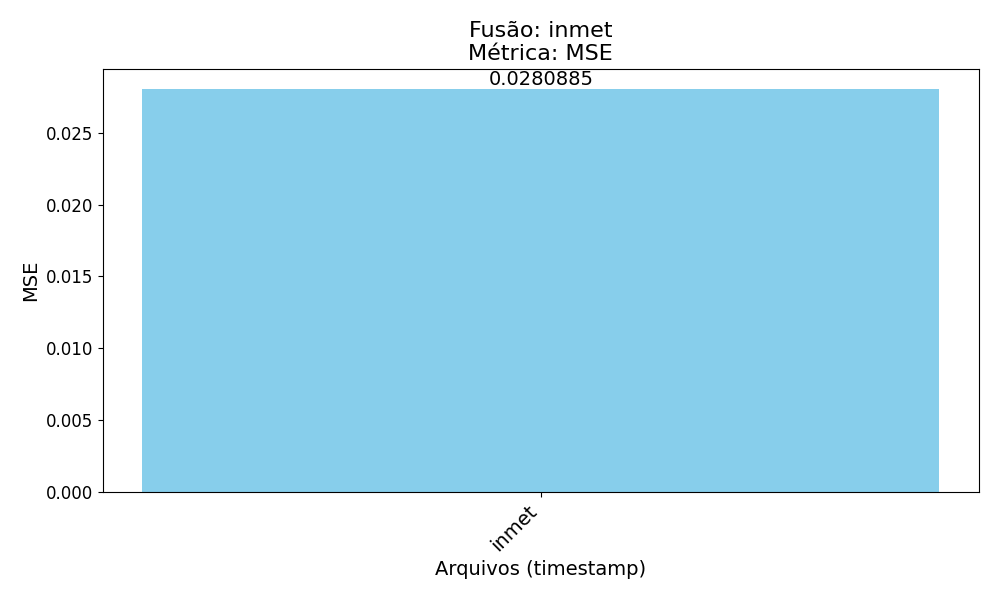 Fusão: inmet
Métrica: MSE
0.0280885
0.025
0.020
0.015
0.010
0.005
0.000
MSE
inmet
Arquivos (timestamp)